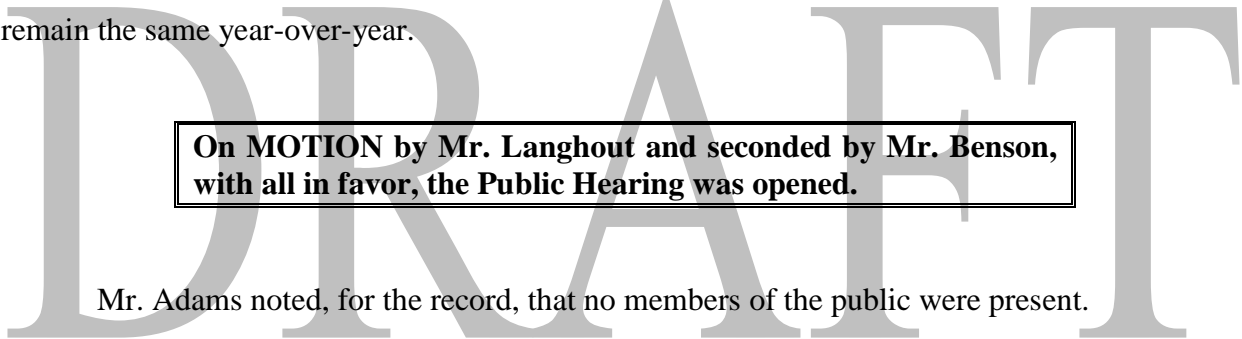 remain the same year-over-year.
On MOTION by Mr. Langhout and seconded by Mr. Benson,
with all in favor, the Public Hearing was opened.
Mr. Adams noted, for the record, that no members of the public were present.
DRAFT